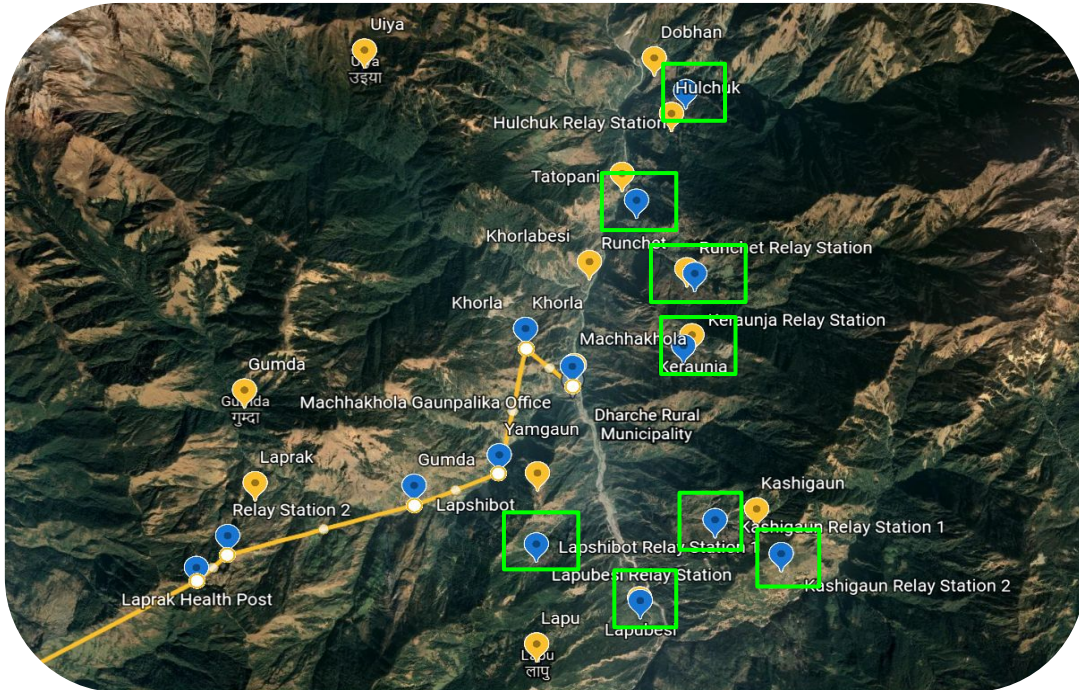 Uiya
उइया
Dobhan
Hulchuk
Hulchuk Relay Station
Tatopani
Khorlabesi
Runchet
Runchet Relay Station
Khorla
Khorla
Keraunja Relay Station
Machhakhola
Keraunja
Gumda
Gumda
गुम्दा
Machhakhola Gaunpalika Office
Dharche Rural
Municipality
Yamgaun
Laprak
Gumda
Kashigaun
Relay Station 2
Lapshibot
Kashigaun Relay Station 1
Lapshibot Relay Station 1
Lapubesi Relay Station
Kashigaun Relay Station 2
Laprak Health Post
Lapu
Lapubesi
Lapu
लापु